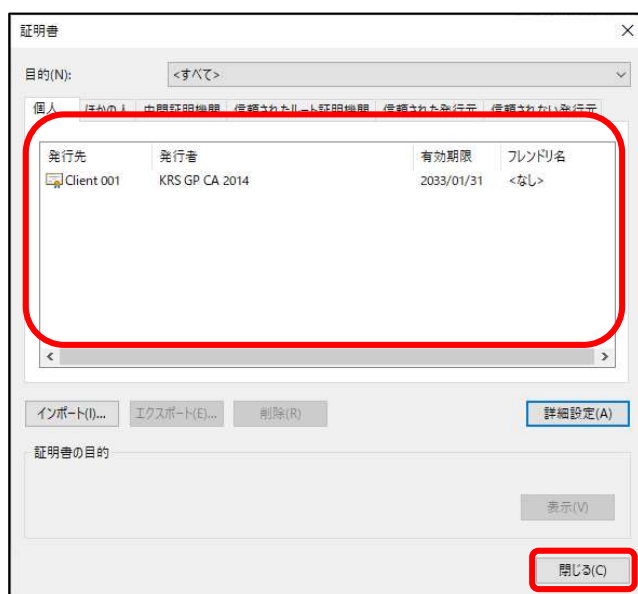 証明書
目的(N): <すべて>
個人 ほかの人 中間証明機関 信頼されたルート証明機関 信頼された発行元 信頼されない発行元
発行先 発行者 有効期限 フレンドリ名
Client 001 KRS GP CA 2014 2033/01/31 <なし>
インポート(I)... エクスポート(E)... 削除(R) 詳細設定(A)
証明書の目的
表示(V)
閉じる(C)